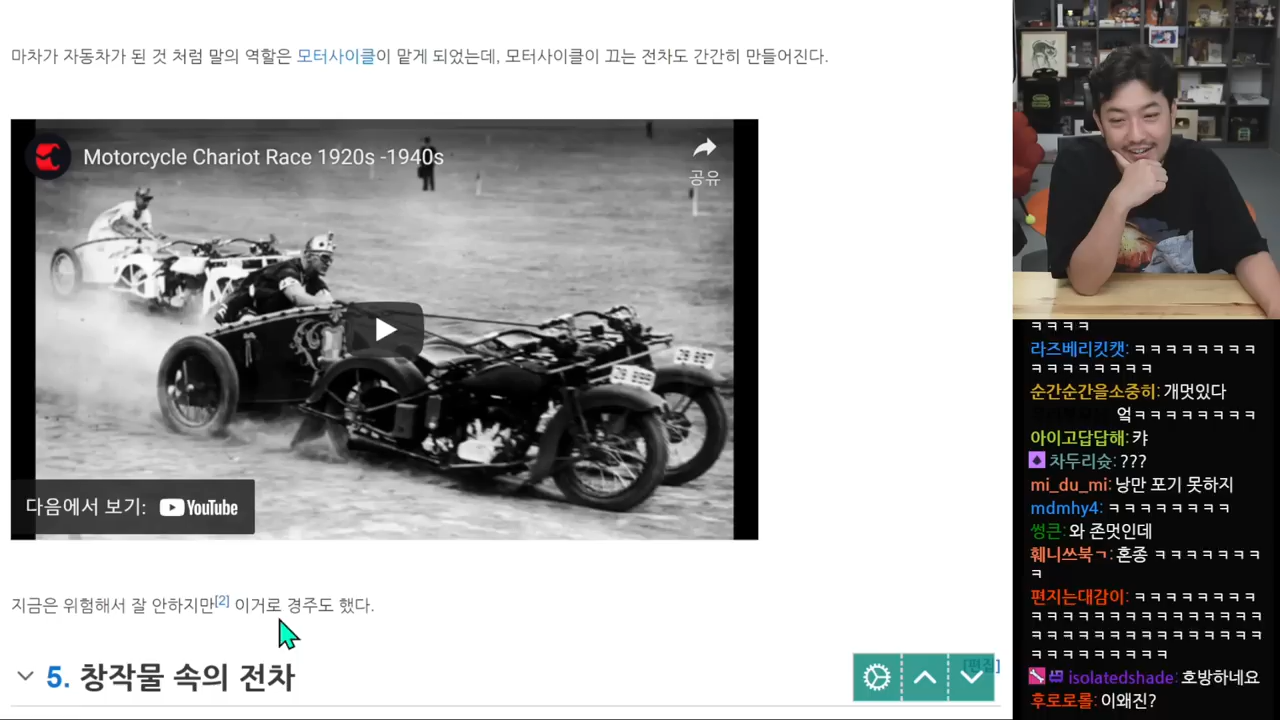 마차가 자동차가 된 것 처럼 말의 역할은 모터사이클이 맡게 되었는데, 모터사이클이 끄는 전차도 간간히 만들어진다.
Motorcycle Chariot Race 1920s -1940s
공유
다음에서 보기: YouTube
지금은 위험해서 잘 안하지만[2] 이거로 경주도 했다.
5. 창작물 속의 전차
[편집]
ㅋㅋㅋㅋ
라즈베리킷캣: ㅋㅋㅋㅋㅋㅋㅋㅋ
ㅋㅋㅋㅋㅋㅋㅋㅋ
순간순간을소중히: 개멋있다
엌ㅋㅋㅋㅋㅋㅋㅋㅋ
아이고답답해: 캬
차두리슛: ???
mi_du_mi: 낭만 포기 못하지
mdmhy4: ㅋㅋㅋㅋㅋㅋㅋㅋ
썽큰: 와 존멋인데
훼니쓰북ㄱ: 혼종 ㅋㅋㅋㅋㅋㅋㅋ
ㅋ
편지는대감이: ㅋㅋㅋㅋㅋㅋㅋㅋ
ㅋㅋㅋㅋㅋㅋㅋㅋㅋㅋㅋㅋㅋㅋㅋ
ㅋㅋㅋㅋㅋㅋㅋㅋㅋㅋㅋㅋㅋㅋㅋ
ㅋㅋㅋㅋㅋㅋㅋㅋㅋ
isolatedshade: 호방하네요
후로로롤: 이왜진?